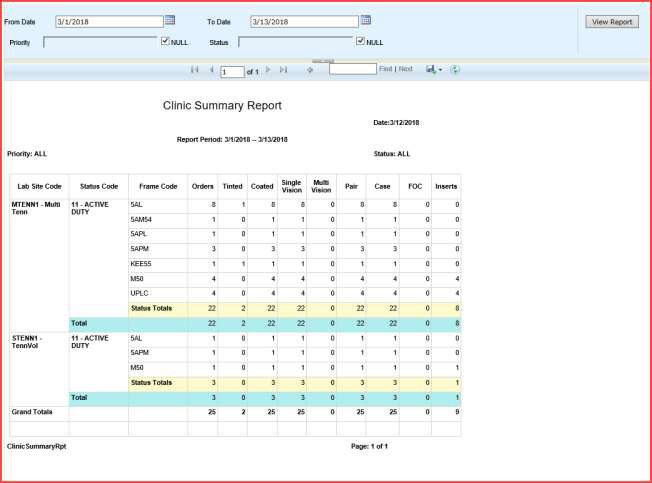 From Date 3/1/2018 To Date 3/13/2018 View Report
Priority NULL Status NULL
1 of 1 Find | Next
Clinic Summary Report
Date:3/12/2018
Report Period: 3/1/2018 -- 3/13/2018
Priority: ALL Status: ALL
Lab Site Code Status Code Frame Code Orders Tinted Coated Single Vision Multi Vision Pair Case FOC Inserts
MTENN1 - Multi Tenn 11 - ACTIVE DUTY 5AL 8 1 8 8 0 8 8 0 0
5AM54 1 0 1 1 0 1 1 0 0
5APL 1 0 1 1 0 1 1 0 0
5APM 3 0 3 3 0 3 3 0 0
KEE55 1 1 1 1 0 1 1 0 0
M50 4 0 4 4 0 4 4 0 4
UPLC 4 0 4 4 0 4 4 0 4
Status Totals 22 2 22 22 0 22 22 0 8
Total 22 2 22 22 0 22 22 0 8
STENN1 - TennVol 11 - ACTIVE DUTY 5AL 1 0 1 1 0 1 1 0 0
5APM 1 0 1 1 0 1 1 0 0
M50 1 0 1 1 0 1 1 0 1
Status Totals 3 0 3 3 0 3 3 0 1
Total 3 0 3 3 0 3 3 0 1
Grand Totals 25 2 25 25 0 25 25 0 9
ClinicSummaryRpt Page: 1 of 1